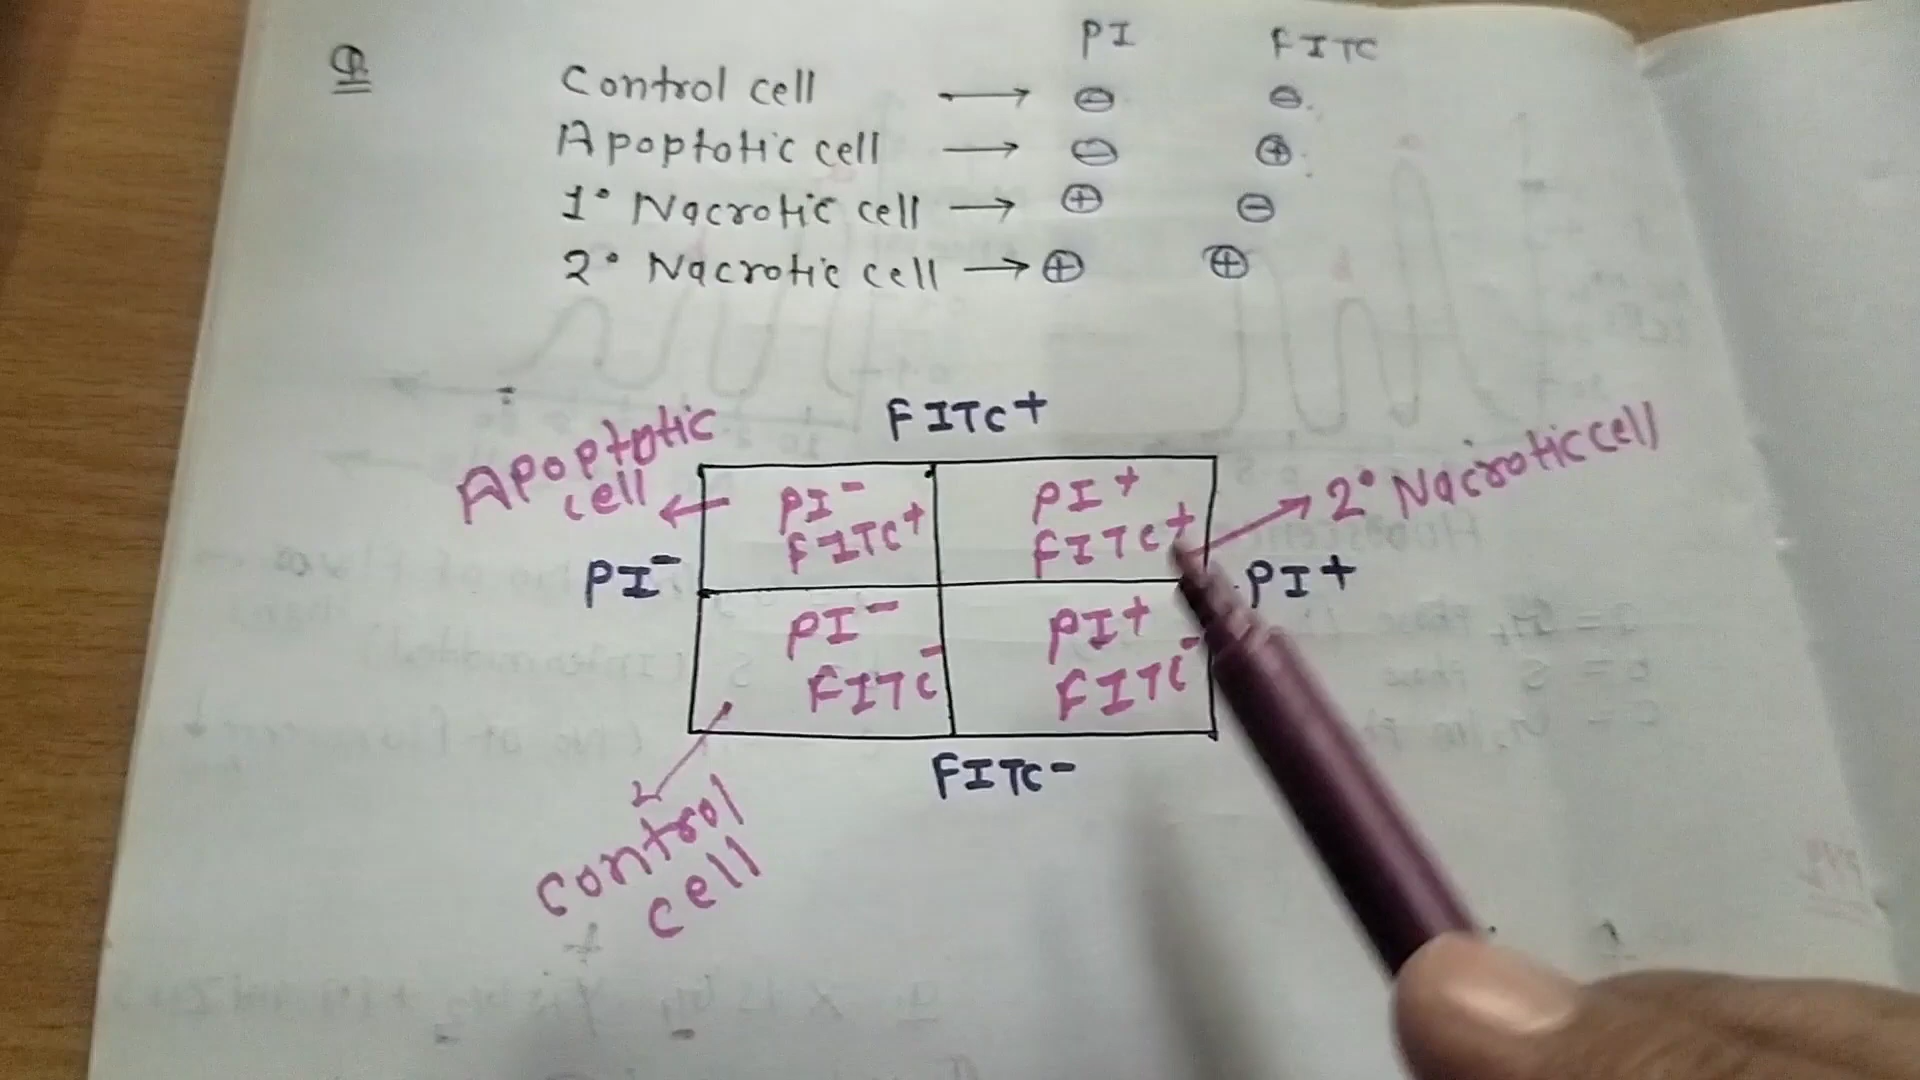 Q PI FITC
Control cell → ⊖ ⊖
Apoptotic cell → ⊖ ⊕
1° Nacrotic cell → ⊕ ⊖
2° Nacrotic cell → ⊕ ⊕
FITC+
Apoptotic
cell
PI-
FITC+
PI+
FITC+
2° Nacrotic cell
PI-
PI+
PI-
FITC-
PI+
FITC-
FITC-
control
cell